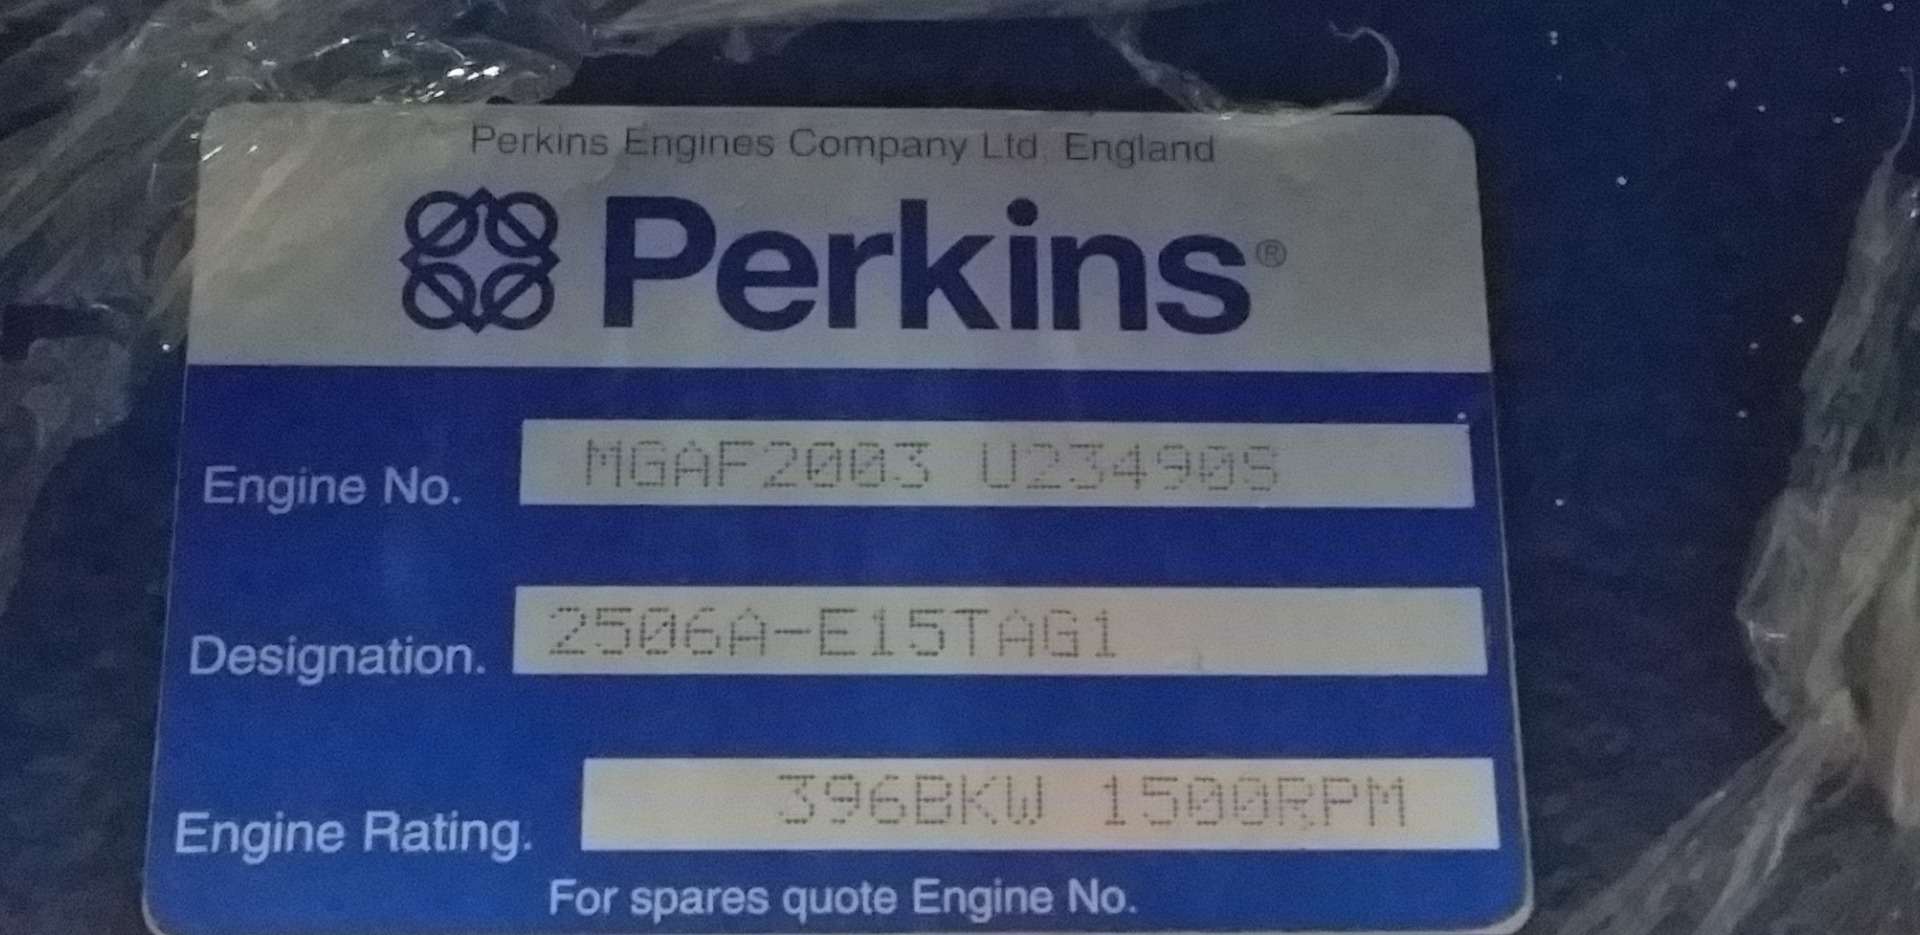 Perkins Engines Company Ltd, England
Perkins®
Engine No. MGAF2003 U23490S
Designation. 2506A-E15TAG1
Engine Rating. 396BKW 1500RPM
For spares quote Engine No.